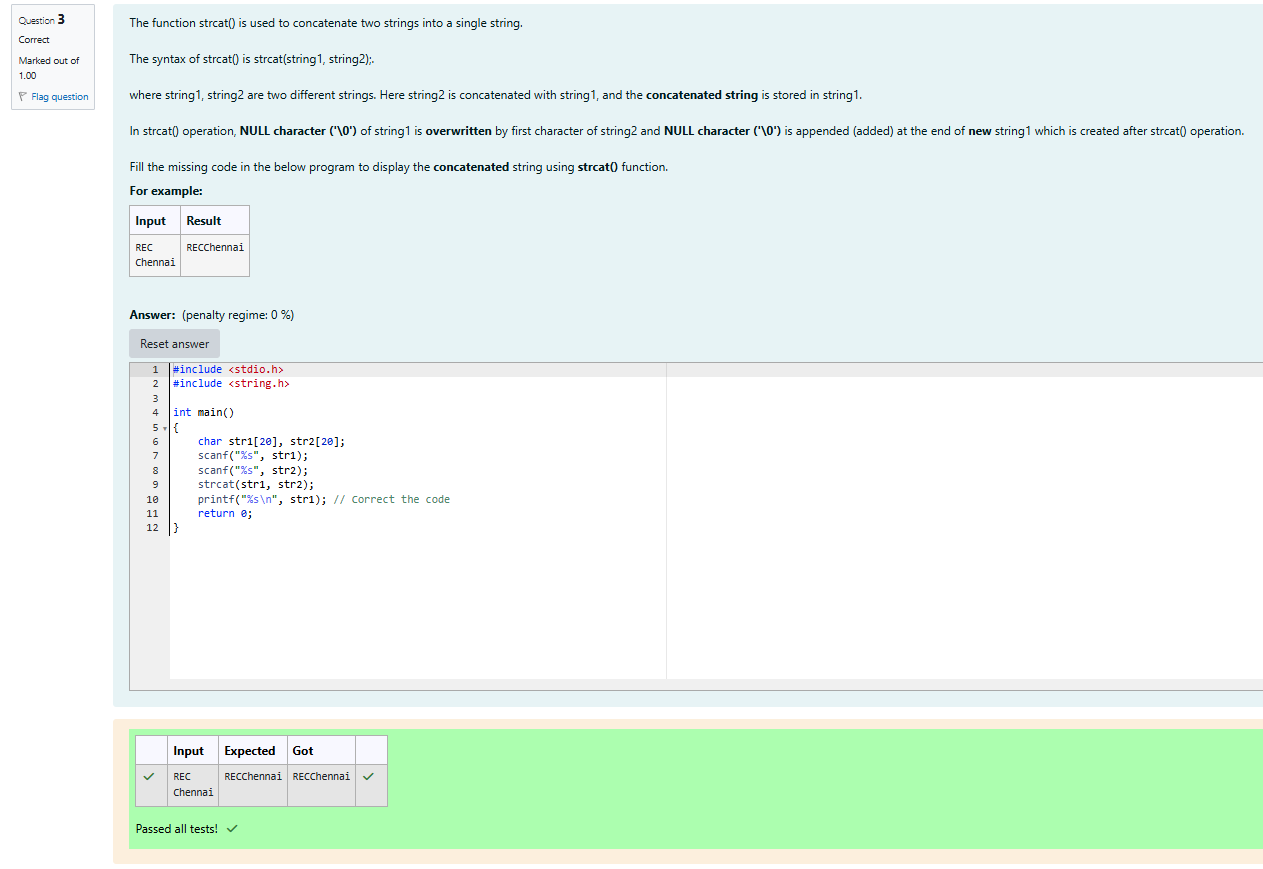 Question 3
Correct
Marked out of
1.00
Flag question
The function strcat() is used to concatenate two strings into a single string.
The syntax of strcat() is strcat(string1, string2);.
where string1, string2 are two different strings. Here string2 is concatenated with string1, and the concatenated string is stored in string1.
In strcat() operation, NULL character ('\0') of string1 is overwritten by first character of string2 and NULL character ('\0') is appended (added) at the end of new string1 which is created after strcat() operation.
Fill the missing code in the below program to display the concatenated string using strcat() function.
For example:
Input Result
REC RECChennai
Chennai
Answer: (penalty regime: 0 %)
Reset answer
1 #include <stdio.h>
2 #include <string.h>
3
4 int main()
5 {
6 char str1[20], str2[20];
7 scanf("%s", str1);
8 scanf("%s", str2);
9 strcat(str1, str2);
10 printf("%s\n", str1); // Correct the code
11 return 0;
12 }
Input Expected Got
REC RECChennai RECChennai
Chennai
Passed all tests!